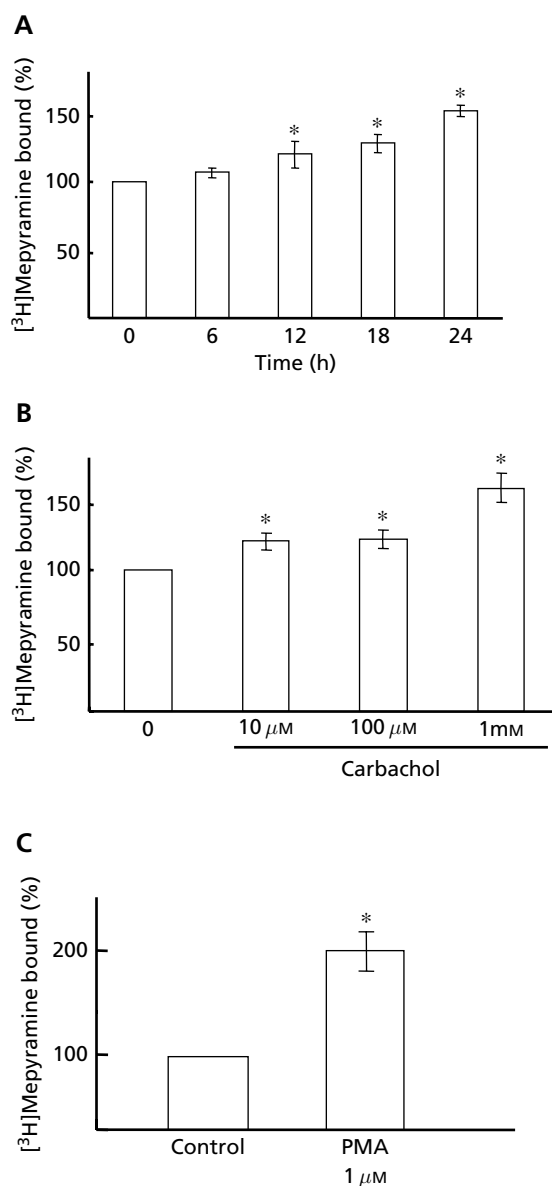 A
[³H]Mepyramine bound (%)
150
100
50
* * *
0 6 12 18 24
Time (h)
B
[³H]Mepyramine bound (%)
150
100
50
* * *
0 10 μM 100 μM 1mM
Carbachol
C
[³H]Mepyramine bound (%)
200
100
*
Control PMA
1 μM